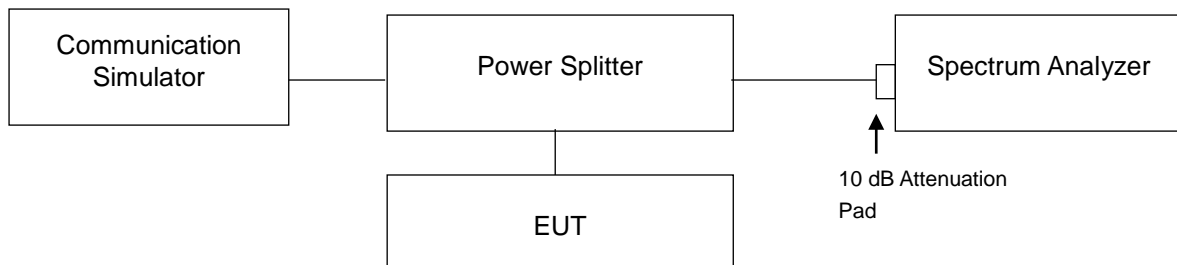 Communication
Simulator
Power Splitter
Spectrum Analyzer
10 dB Attenuation
Pad
EUT